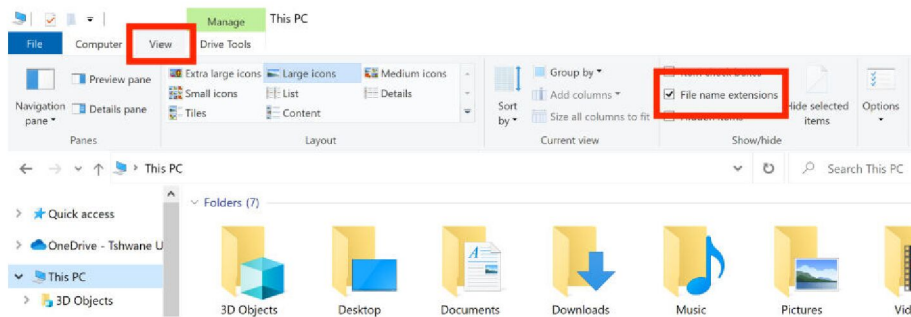 Manage This PC
File Computer View Drive Tools
Preview pane
Details pane
Navigation pane
Panes
Extra large icons Large icons Medium icons
Small icons List Details
Tiles Content
Layout
Sort by
Group by
Add columns
Size all columns to fit
Current view
File name extensions
Hidden items
Hide selected items
Show/hide
Options
This PC
Search This PC
Quick access
OneDrive - Tshwane U
This PC
3D Objects
Folders (7)
3D Objects Desktop Documents Downloads Music Pictures Vid